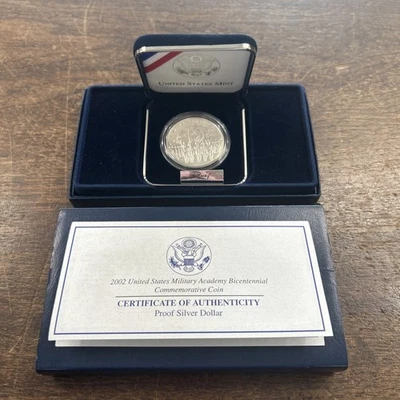 United States Mint
2002 United States Military Academy Bicentennial
Commemorative Coin
CERTIFICATE OF AUTHENTICITY
Proof Silver Dollar